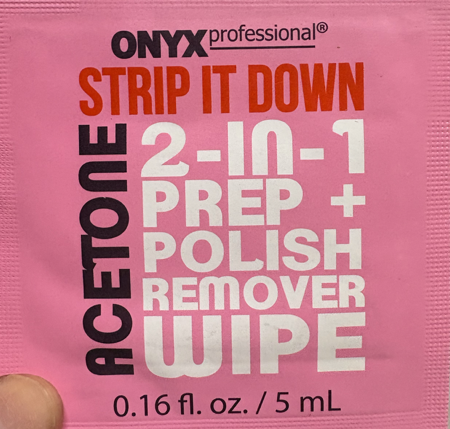 ONYX professional®
STRIP IT DOWN
ACETONE
2-IN-1
PREP +
POLISH
REMOVER
WIPE
0.16 fl. oz. / 5 mL